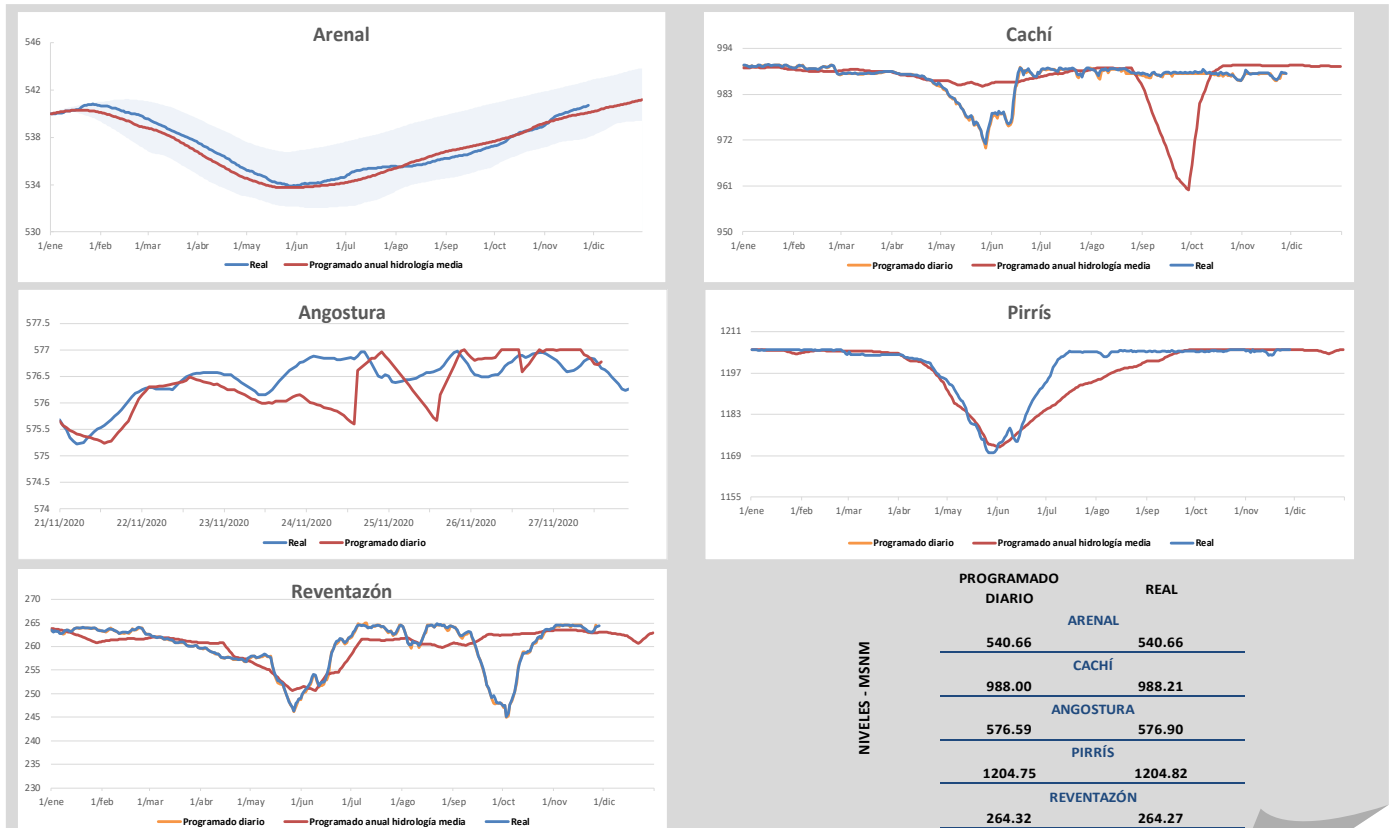 Arenal
546
542
538
534
530
1/ene 1/feb 1/mar 1/abr 1/may 1/jun 1/jul 1/ago 1/sep 1/oct 1/nov 1/dic
Real Programado anual hidrología media
Cachí
994
983
972
961
950
1/ene 1/feb 1/mar 1/abr 1/may 1/jun 1/jul 1/ago 1/sep 1/oct 1/nov 1/dic
Programado diario Programado anual hidrología media Real
Angostura
577.5
577
576.5
576
575.5
575
574.5
574
21/11/2020 22/11/2020 23/11/2020 24/11/2020 25/11/2020 26/11/2020 27/11/2020
Real Programado diario
Pirrís
1211
1197
1183
1169
1155
1/ene 1/feb 1/mar 1/abr 1/may 1/jun 1/jul 1/ago 1/sep 1/oct 1/nov 1/dic
Programado diario Programado anual hidrología media Real
Reventazón
270
265
260
255
250
245
240
235
230
1/ene 1/feb 1/mar 1/abr 1/may 1/jun 1/jul 1/ago 1/sep 1/oct 1/nov 1/dic
Programado diario Programado anual hidrología media Real
NIVELES - MSNM
PROGRAMADO
DIARIO REAL
ARENAL
540.66 540.66
CACHÍ
988.00 988.21
ANGOSTURA
576.59 576.90
PIRRÍS
1204.75 1204.82
REVENTAZÓN
264.32 264.27